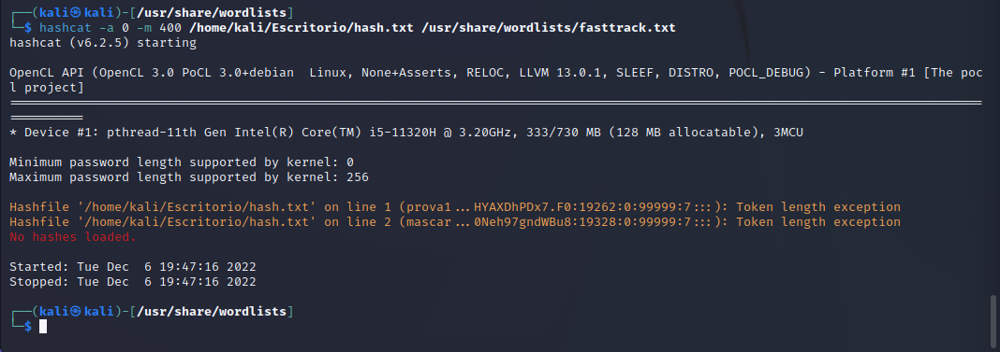 ┌──(kali㉿kali)-[/usr/share/wordlists]
└─$ hashcat -a 0 -m 400 /home/kali/Escritorio/hash.txt /usr/share/wordlists/fasttrack.txt
hashcat (v6.2.5) starting
OpenCL API (OpenCL 3.0 PoCL 3.0+debian  Linux, None+Asserts, RELOC, LLVM 13.0.1, SLEEF, DISTRO, POCL_DEBUG) - Platform #1 [The poc
l project]
==================================================================================================================================
==========
* Device #1: pthread-11th Gen Intel(R) Core(TM) i5-11320H @ 3.20GHz, 333/730 MB (128 MB allocatable), 3MCU
Minimum password length supported by kernel: 0
Maximum password length supported by kernel: 256
Hashfile '/home/kali/Escritorio/hash.txt' on line 1 (prova1...HYAXDhPDx7.F0:19262:0:99999:7:::): Token length exception
Hashfile '/home/kali/Escritorio/hash.txt' on line 2 (mascar...0Neh97gndWBu8:19328:0:99999:7:::): Token length exception
No hashes loaded.
Started: Tue Dec  6 19:47:16 2022
Stopped: Tue Dec  6 19:47:16 2022
┌──(kali㉿kali)-[/usr/share/wordlists]
└─$